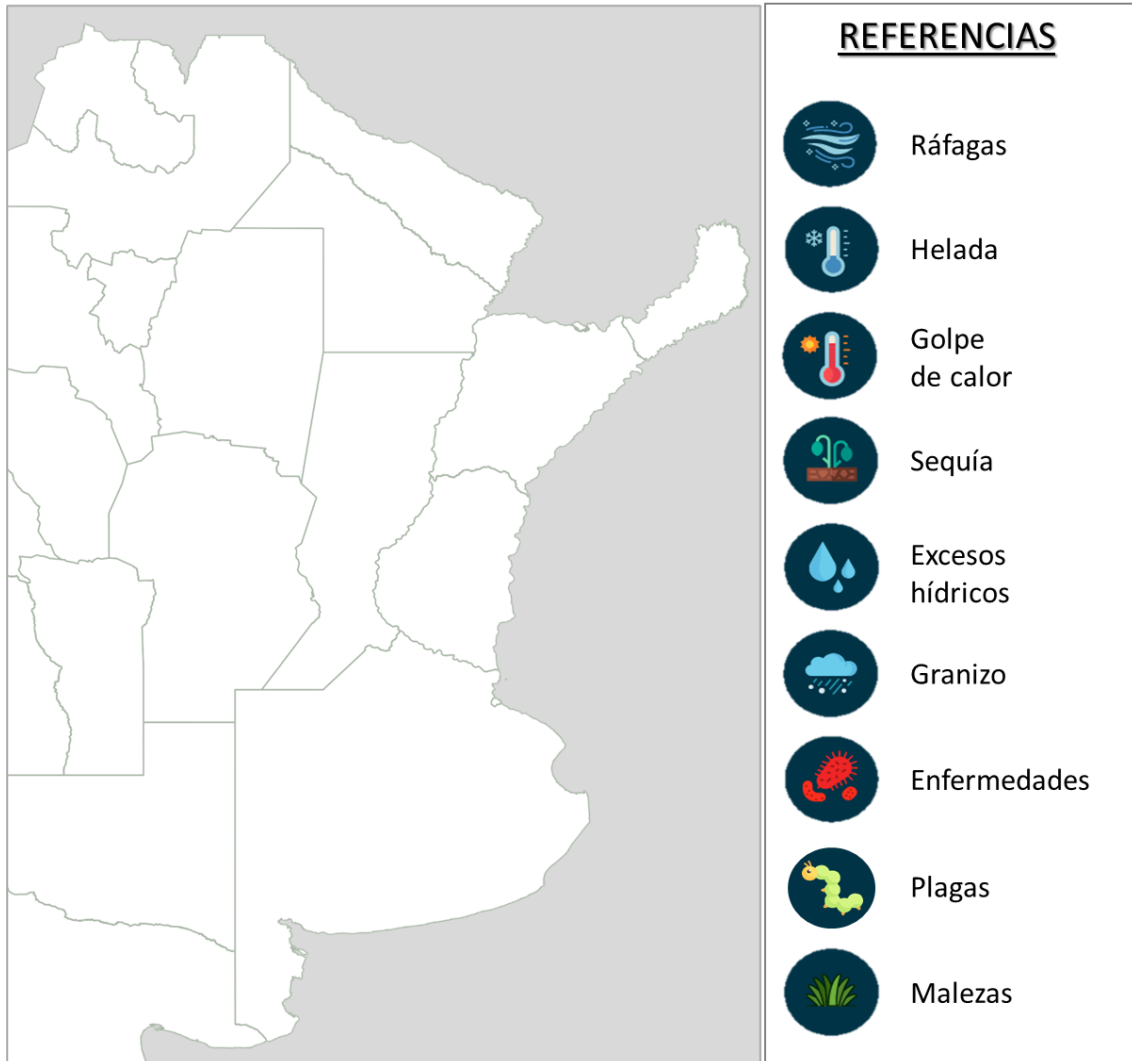 REFERENCIAS
Ráfagas
Helada
Golpe
de calor
Sequía
Excesos
hídricos
Granizo
Enfermedades
Plagas
Malezas